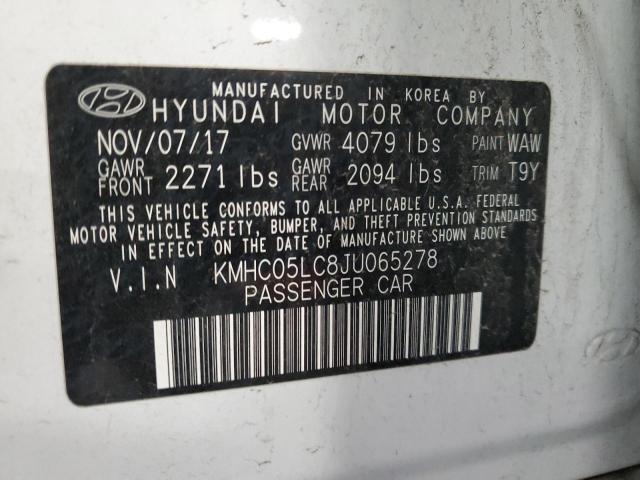 MANUFACTURED IN KOREA BY
HYUNDAI MOTOR COMPANY
NOV/07/17 GVWR 4079 lbs PAINT WAW
GAWR FRONT 2271 lbs GAWR REAR 2094 lbs TRIM T9Y
THIS VEHICLE CONFORMS TO ALL APPLICABLE U.S.A. FEDERAL
MOTOR VEHICLE SAFETY, BUMPER, AND THEFT PREVENTION STANDARDS
IN EFFECT ON THE DATE OF MANUFACTURE SHOWN ABOVE.
V.I.N KMHC05LC8JU065278
PASSENGER CAR